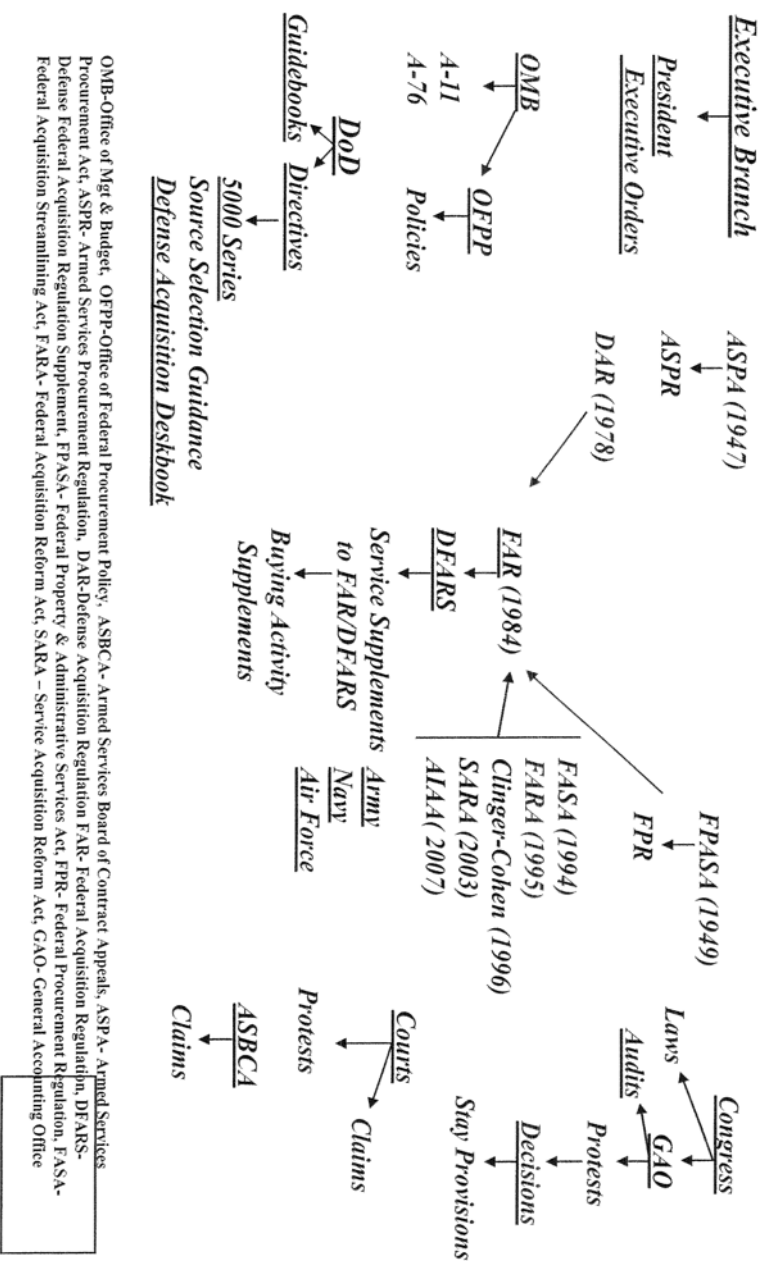 Executive Branch
President
Executive Orders
OMB
A-11
A-76
OFPP
Policies
DoD
Guidebooks
Directives
5000 Series
Source Selection Guidance
Defense Acquisition Deskbook
ASPA (1947)
ASPR
DAR (1978)
FAR (1984)
DFARS
Service Supplements
to FAR/DFARS
Buying Activity
Supplements
Army
Navy
Air Force
FPASA (1949)
FPR
FASA (1994)
FARA (1995)
Clinger-Cohen (1996)
SARA (2003)
AIAA( 2007)
Congress
Laws
GAO
Audits
Protests
Decisions
Stay Provisions
Courts
Protests
Claims
ASBCA
Claims
OMB-Office of Mgt & Budget, OFPP-Office of Federal Procurement Policy, ASBCA- Armed Services Board of Contract Appeals, ASPA- Armed Services
Procurement Act, ASPR- Armed Services Procurement Regulation, DAR-Defense Acquisition Regulation FAR- Federal Acquisition Regulation, DFARS-
Defense Federal Acquisition Regulation Supplement, FPASA- Federal Property & Administrative Services Act, FPR- Federal Procurement Regulation, FASA-
Federal Acquisition Streamlining Act, FARA- Federal Acquisition Reform Act, SARA – Service Acquisition Reform Act, GAO- General Accounting Office